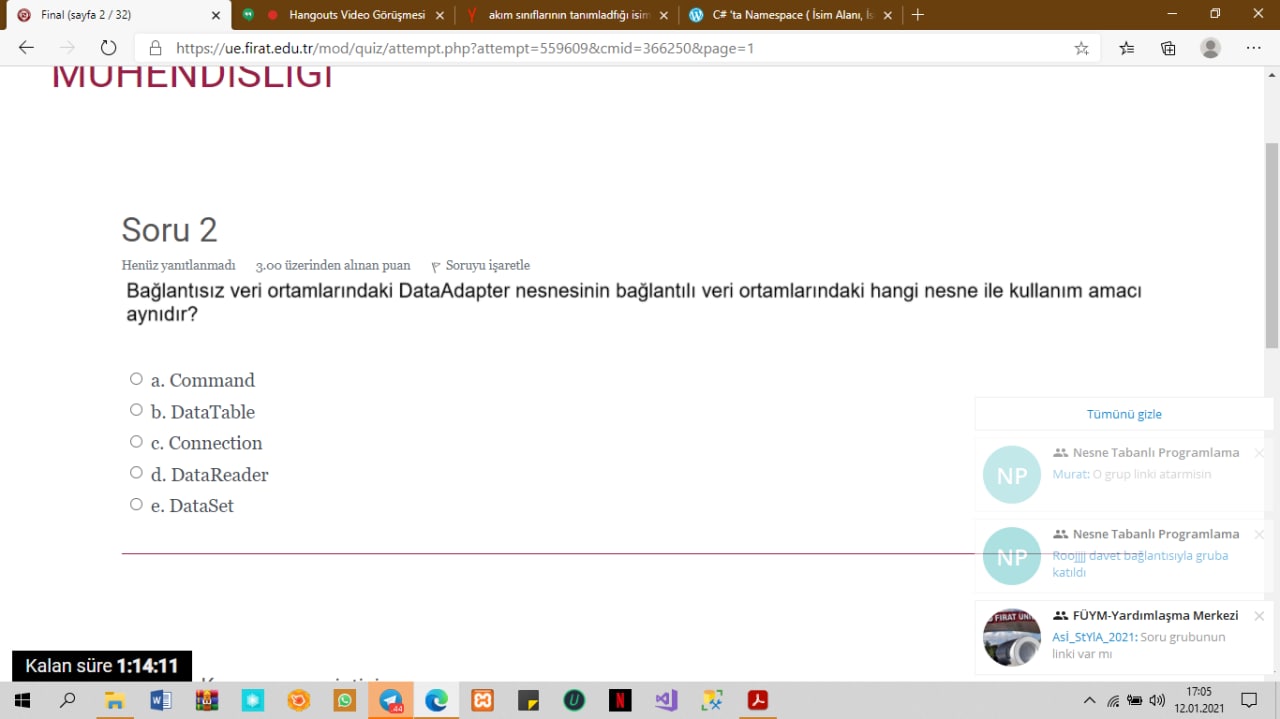 Final (sayfa 2 / 32)
Hangouts Video Görüşmesi
akım sınıflarının tanımladfiğı isim
C# 'ta Namespace ( İsim Alanı, İs
https://ue.firat.edu.tr/mod/quiz/attempt.php?attempt=559609&cmid=366250&page=1
MÜHENDİSLİĞİ
Soru 2
Henüz yanıtlanmadı 3.00 üzerinden alınan puan Soruyu işaretle
Bağlantısız veri ortamlarındaki DataAdapter nesnesinin bağlantılı veri ortamlarındaki hangi nesne ile kullanım amacı
aynıdır?
a. Command
b. DataTable
c. Connection
d. DataReader
e. DataSet
Tümünü gizle
NP
Nesne Tabanlı Programlama
Murat: O grup linki atarmisin
NP
Nesne Tabanlı Programlama
Roojjjj davet bağlantısıyla gruba
katıldı
FIRAT ÜNİ
FÜYM-Yardımlaşma Merkezi
Asİ_StYlA_2021: Soru grubunun
linki var mı
Kalan süre 1:14:11
.44
17:05
12.01.2021